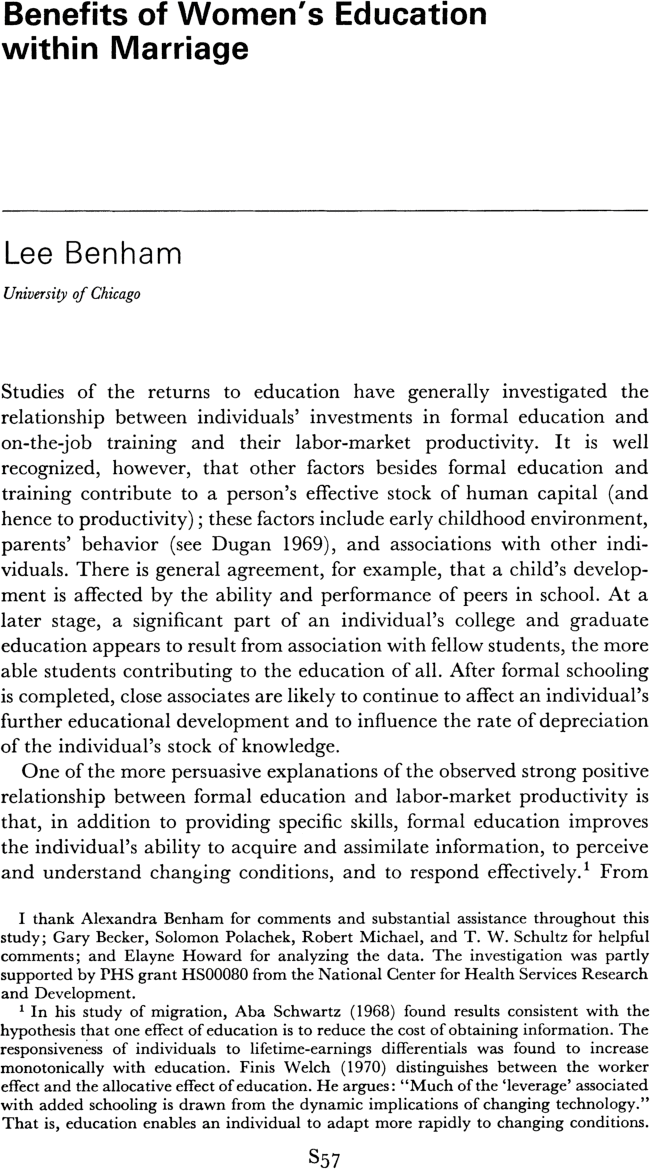 Benefits of Women's Education
within Marriage
Lee Benham
University of Chicago
Studies of the returns to education have generally investigated the
relationship between individuals' investments in formal education and
on-the-job training and their labor-market productivity. It is well
recognized, however, that other factors besides formal education and
training contribute to a person's effective stock of human capital (and
hence to productivity); these factors include early childhood environment,
parents' behavior (see Dugan 1969), and associations with other indi-
viduals. There is general agreement, for example, that a child's develop-
ment is affected by the ability and performance of peers in school. At a
later stage, a significant part of an individual's college and graduate
education appears to result from association with fellow students, the more
able students contributing to the education of all. After formal schooling
is completed, close associates are likely to continue to affect an individual's
further educational development and to influence the rate of depreciation
of the individual's stock of knowledge.
One of the more persuasive explanations of the observed strong positive
relationship between formal education and labor-market productivity is
that, in addition to providing specific skills, formal education improves
the individual's ability to acquire and assimilate information, to perceive
and understand changing conditions, and to respond effectively.¹ From
I thank Alexandra Benham for comments and substantial assistance throughout this
study; Gary Becker, Solomon Polachek, Robert Michael, and T. W. Schultz for helpful
comments; and Elayne Howard for analyzing the data. The investigation was partly
supported by PHS grant HS00080 from the National Center for Health Services Research
and Development.
¹ In his study of migration, Aba Schwartz (1968) found results consistent with the
hypothesis that one effect of education is to reduce the cost of obtaining information. The
responsiveness of individuals to lifetime-earnings differentials was found to increase
monotonically with education. Finis Welch (1970) distinguishes between the worker
effect and the allocative effect of education. He argues: "Much of the 'leverage' associated
with added schooling is drawn from the dynamic implications of changing technology."
That is, education enables an individual to adapt more rapidly to changing conditions.
S57